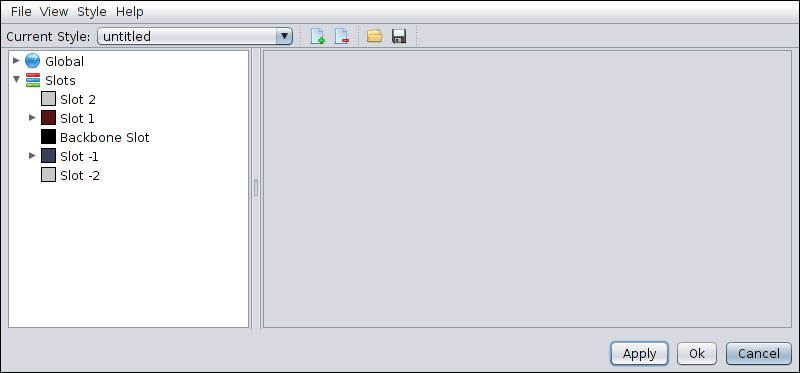 File View Style Help
Current Style: untitled
Global
Slots
Slot 2
Slot 1
Backbone Slot
Slot -1
Slot -2
Apply Ok Cancel